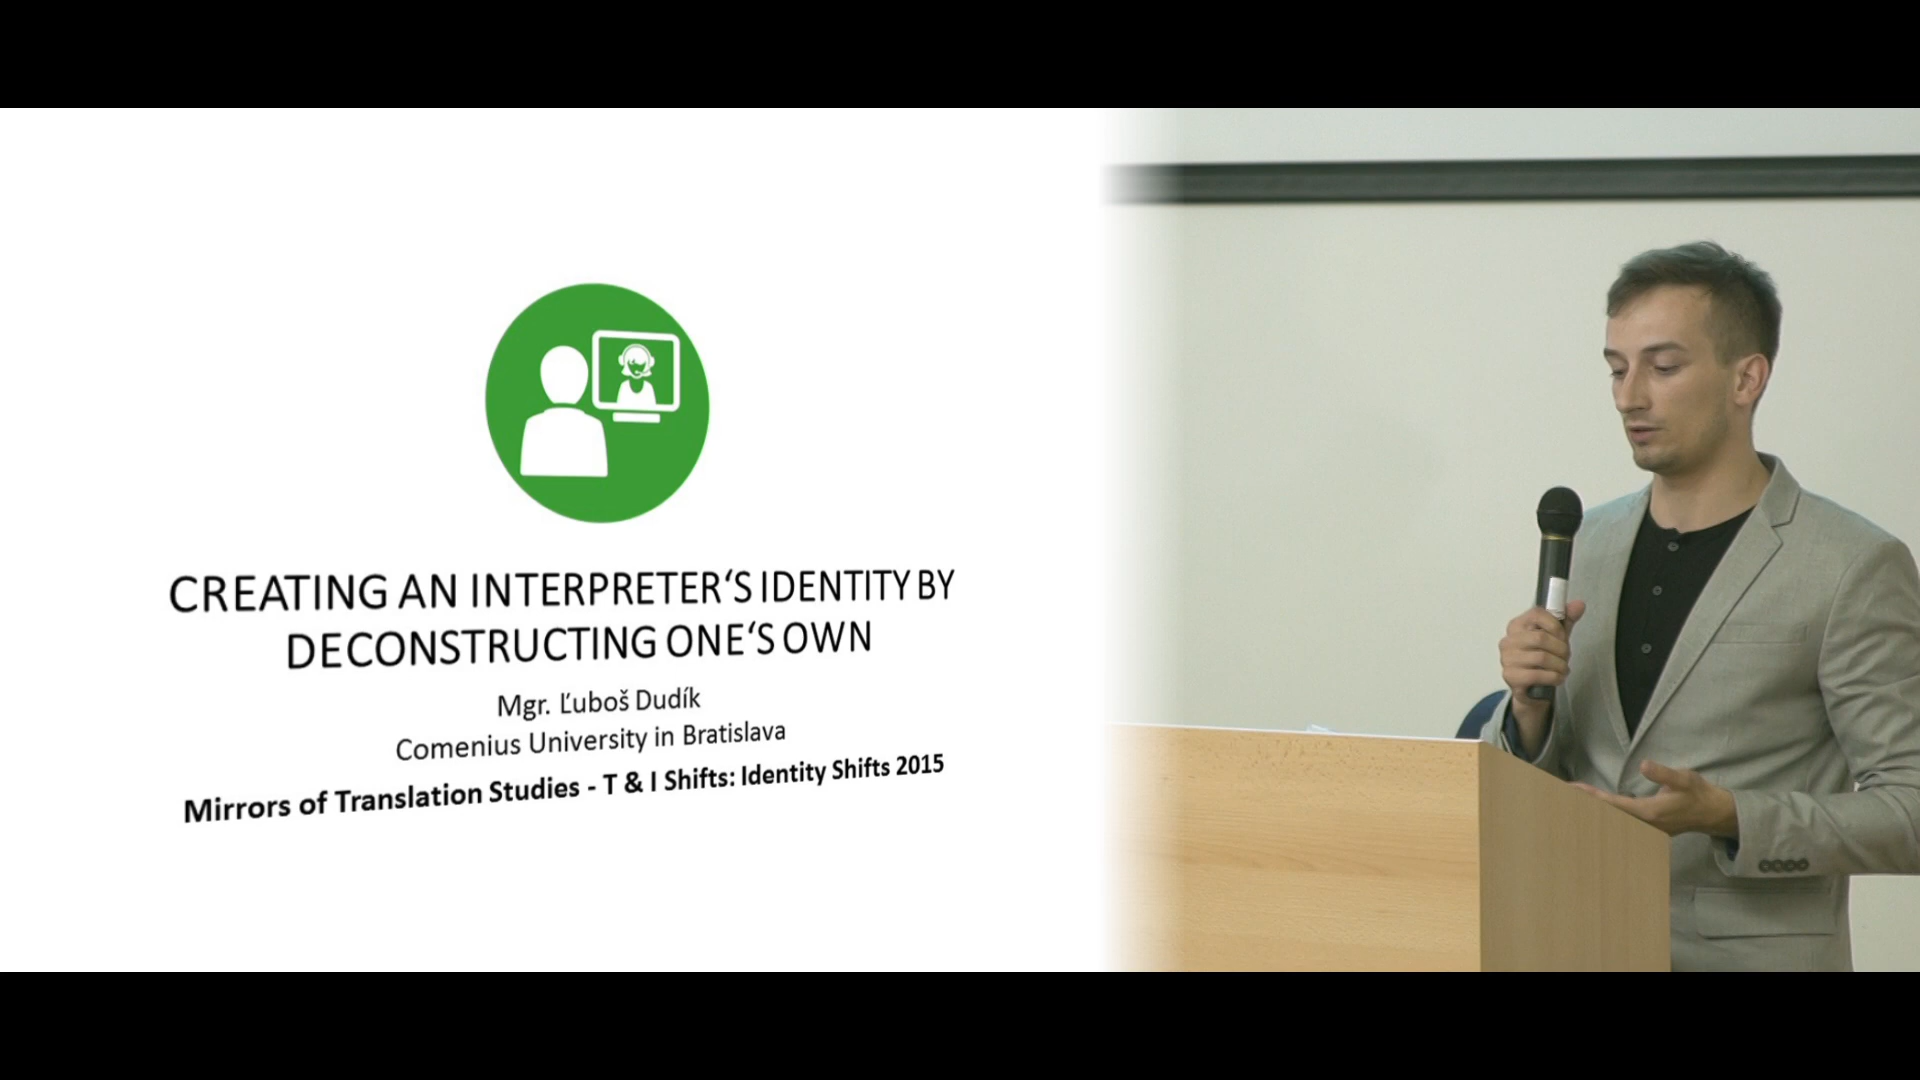 CREATING AN INTERPRETER‘S IDENTITY BY
DECONSTRUCTING ONE‘S OWN
Mgr. Ľuboš Dudík
Comenius University in Bratislava
Mirrors of Translation Studies - T & I Shifts: Identity Shifts 2015